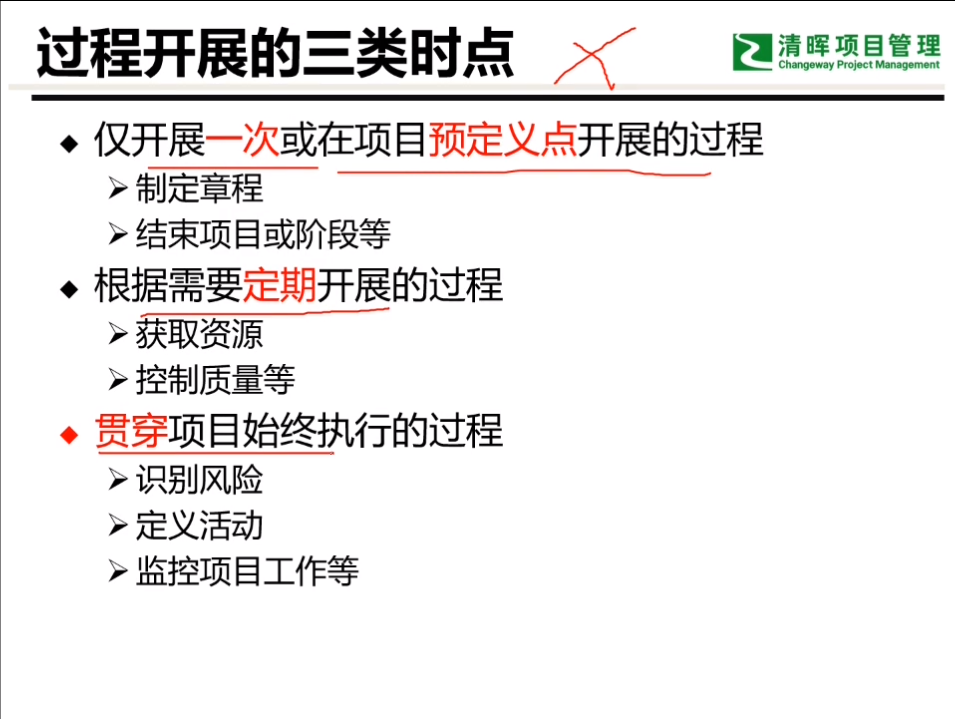 过程开展的三类时点
清晖项目管理
Changeway Project Management
仅开展一次或在项目预定义点开展的过程
制定章程
结束项目或阶段等
根据需要定期开展的过程
获取资源
控制质量等
贯穿项目始终执行的过程
识别风险
定义活动
监控项目工作等